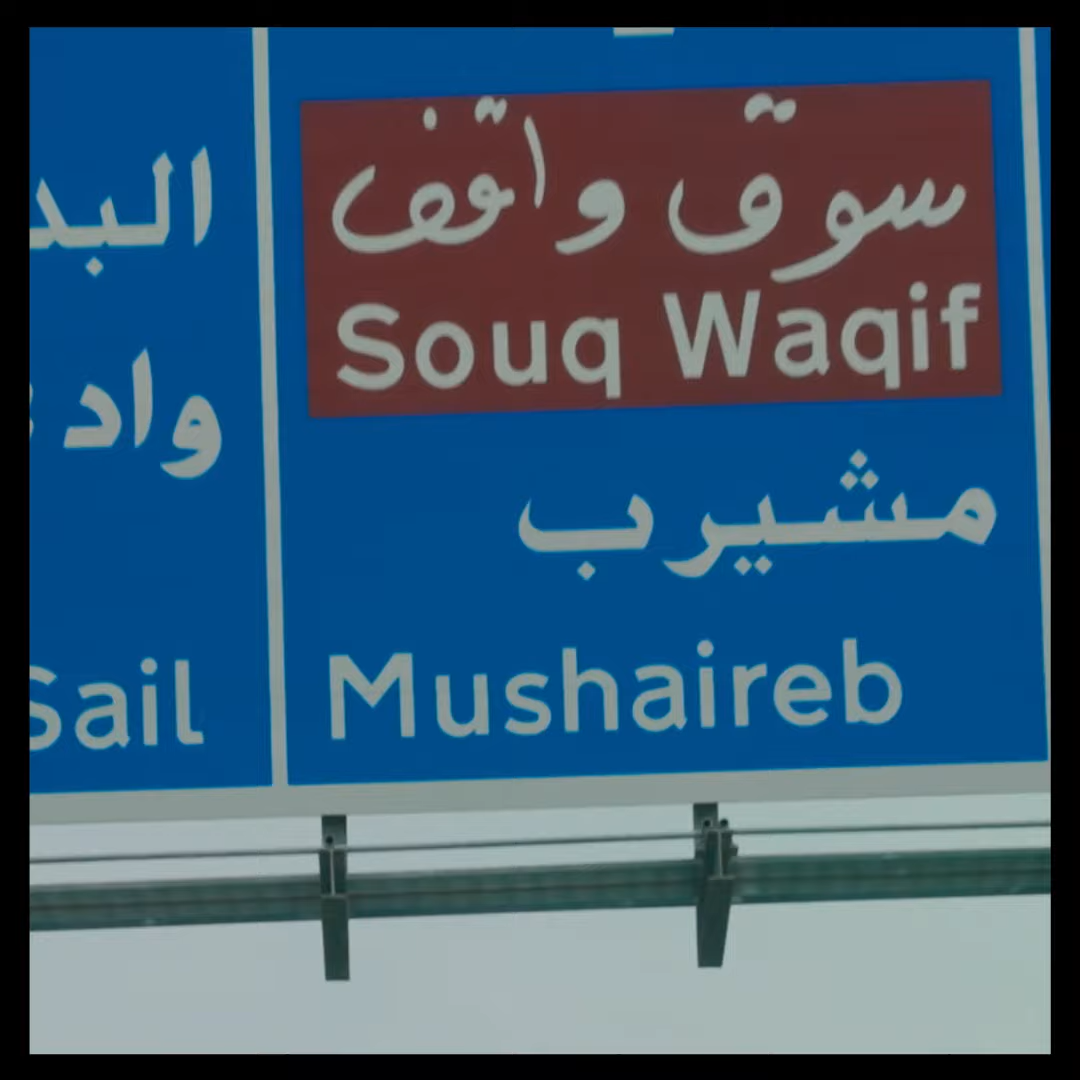 سوق واقف
Souq Waqif
مشيرب
Mushaireb
البد
واد
Sail